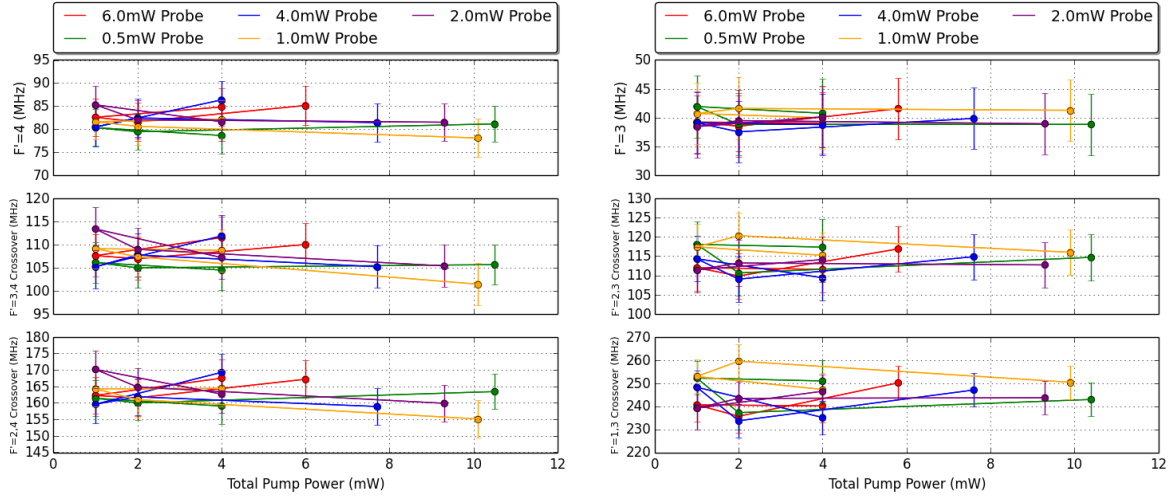 6.0mW Probe 4.0mW Probe 2.0mW Probe
0.5mW Probe 1.0mW Probe
F'=4 (MHz)
95
90
85
80
75
70
F'=3,4 Crossover (MHz)
120
115
110
105
100
95
F'=2,4 Crossover (MHz)
180
175
170
165
160
155
150
145
0 2 4 6 8 10 12
Total Pump Power (mW)
6.0mW Probe 4.0mW Probe 2.0mW Probe
0.5mW Probe 1.0mW Probe
F'=3 (MHz)
50
45
40
35
30
F'=2,3 Crossover (MHz)
130
125
120
115
110
105
100
F'=1,3 Crossover (MHz)
270
260
250
240
230
220
0 2 4 6 8 10 12
Total Pump Power (mW)